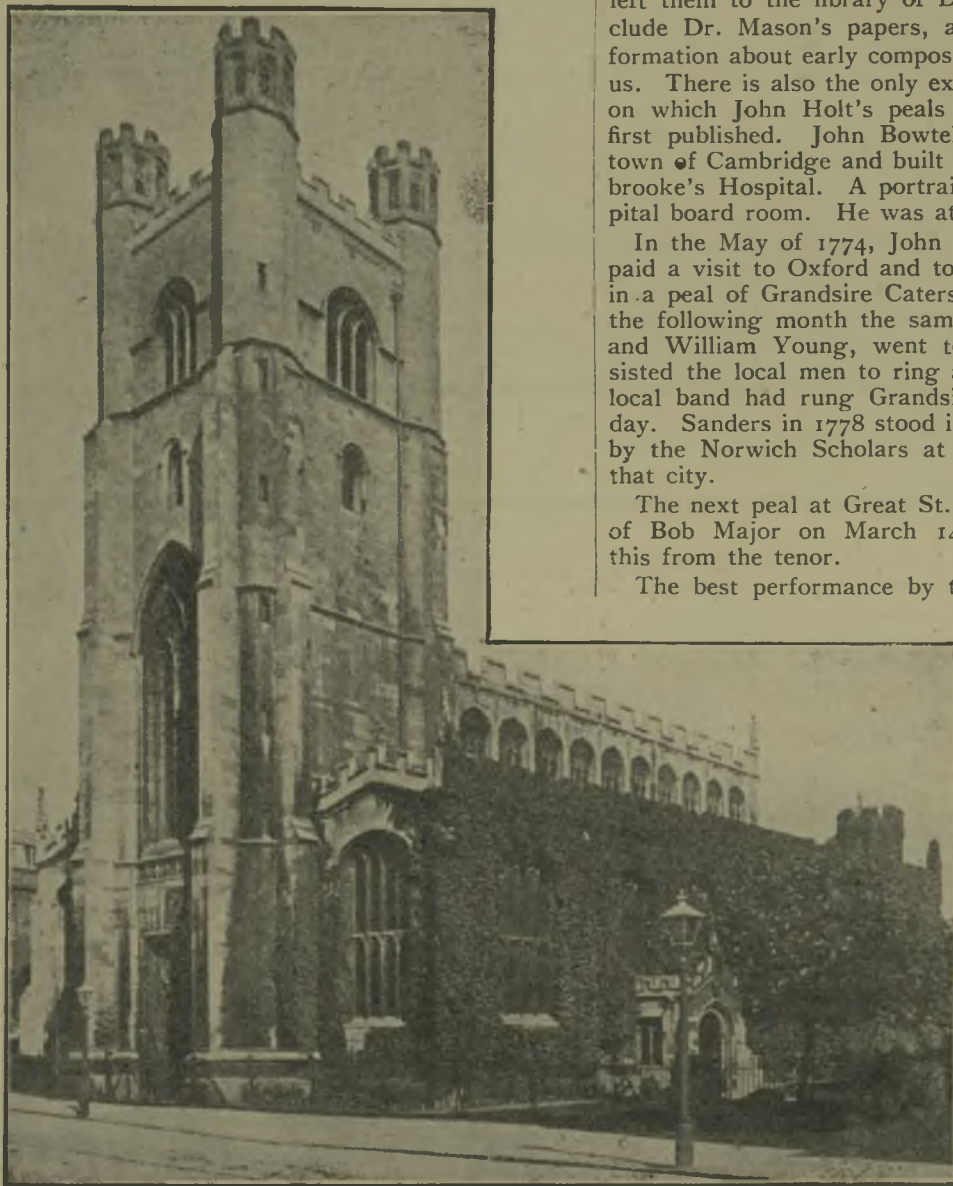 left them to the library of
clude Dr. Mason's papers,
formation about early compos
us. There is also the only ex
on which John Holt's peals
first published. John Bowtel
town of Cambridge and built
brooke's Hospital. A portrai
pital board room. He was at
In the May of 1774, John
paid a visit to Oxford and to
in a peal of Grandsire Caters
the following month the sam
and William Young, went t
sisted the local men to ring
local band had rung Grandsi
day. Sanders in 1778 stood i
by the Norwich Scholars at
that city.
The next peal at Great St.
of Bob Major on March
this from the tenor.
The best performance by t